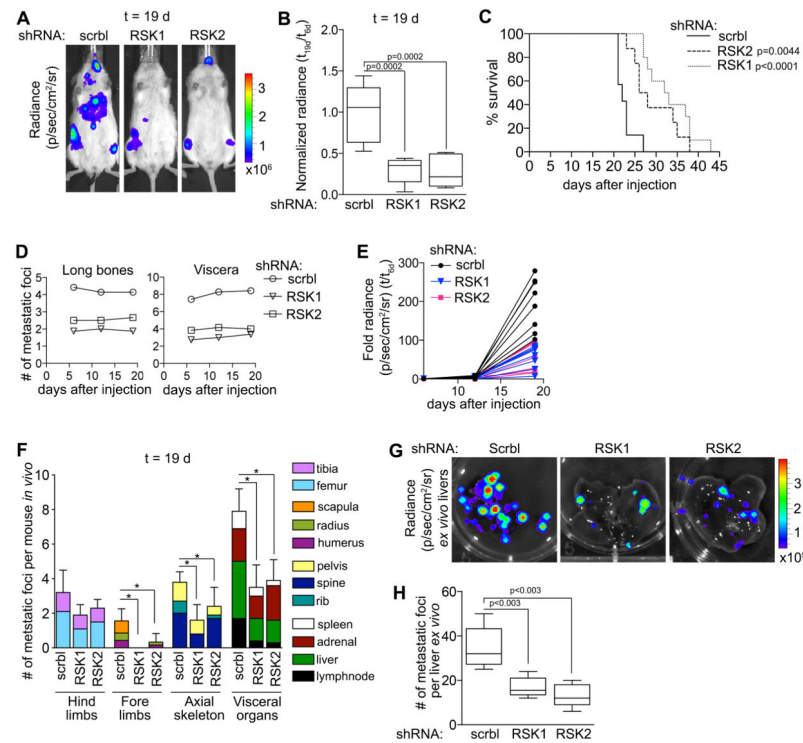 A
t = 19 d
shRNA: scrbl RSK1 RSK2
Radiance
(p/sec/cm²/sr)
3
2
1
x10⁶
B
t = 19 d
Normalized radiance (t19d/t6d)
2.0
1.5
1.0
0.5
0.0
p=0.0002
p=0.0002
shRNA: scrbl RSK1 RSK2
C
shRNA:
scrbl
RSK2 p=0.0044
RSK1 p<0.0001
% survival
100
80
60
40
20
0
0 5 10 15 20 25 30 35 40 45
days after injection
D
Long bones
Viscera
shRNA:
scrbl
RSK1
RSK2
# of metastatic foci
5
4
3
2
1
0
0 5 10 15 20
days after injection
10
8
6
4
2
0
0 5 10 15 20
days after injection
E
shRNA:
scrbl
RSK1
RSK2
Fold radiance
(p/sec/cm²/sr) (t/t6d)
300
200
100
0
10 15 20
days after injection
F
t = 19 d
# of metstatic foci per mouse in vivo
10
8
6
4
2
0
* * * * * *
scrbl RSK1 RSK2 scrbl RSK1 RSK2 scrbl RSK1 RSK2 scrbl RSK1 RSK2
Hind limbs
Fore limbs
Axial skeleton
Visceral organs
tibia
femur
scapula
radius
humerus
pelvis
spine
rib
spleen
adrenal
liver
lymphnode
G
shRNA: Scrbl RSK1 RSK2
Radiance
(p/sec/cm²/sr)
ex vivo livers
4
3
2
1
H
# of metastatic foci
per liver ex vivo
60
40
20
0
p<0.003
p<0.003
shRNA: scrbl RSK1 RSK2